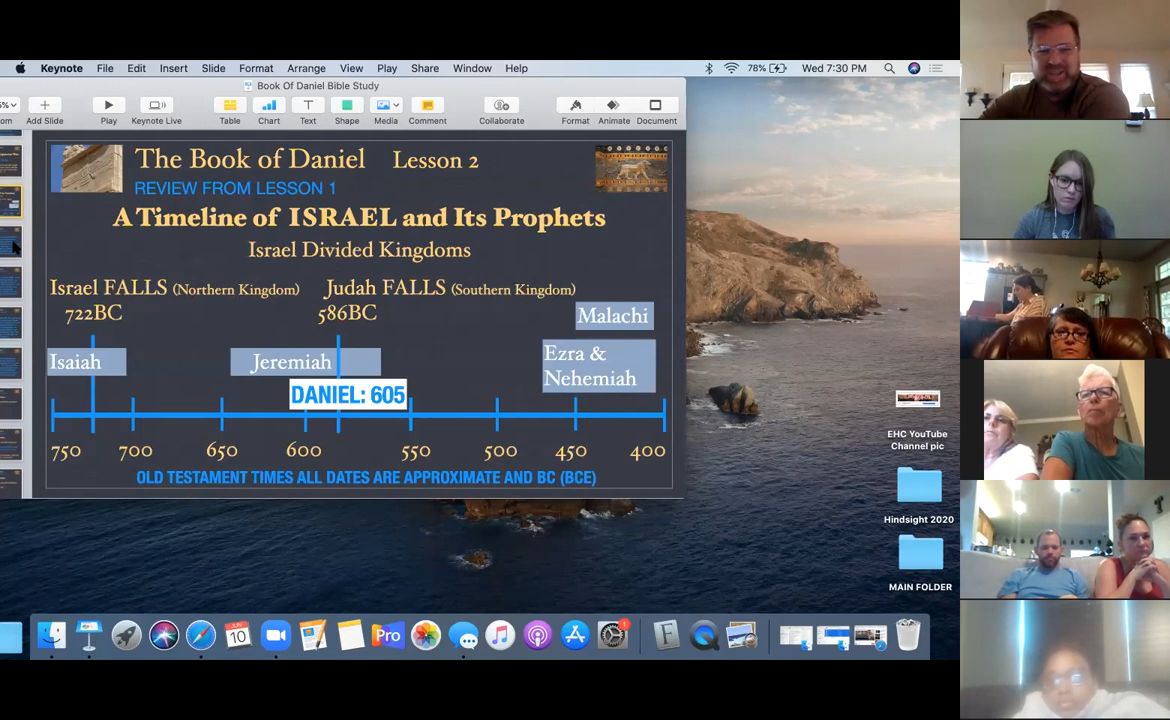 Keynote File Edit Insert Slide Format Arrange View Play Share Window Help 78% Wed 7:30 PM
Book Of Daniel Bible Study
Add Slide Play Keynote Live Table Chart Text Shape Media Comment Collaborate Format Animate Document
The Book of Daniel Lesson 2
REVIEW FROM LESSON 1
A Timeline of ISRAEL and Its Prophets
Israel Divided Kingdoms
Israel FALLS (Northern Kingdom) Judah FALLS (Southern Kingdom)
722BC 586BC
Malachi
Isaiah Jeremiah
Ezra &
Nehemiah
DANIEL: 605
750 700 650 600 550 500 450 400
OLD TESTAMENT TIMES ALL DATES ARE APPROXIMATE AND BC (BCE)
EHC YouTube
Channel pic
Hindsight 2020
MAIN FOLDER
JUN
10
Pro
1